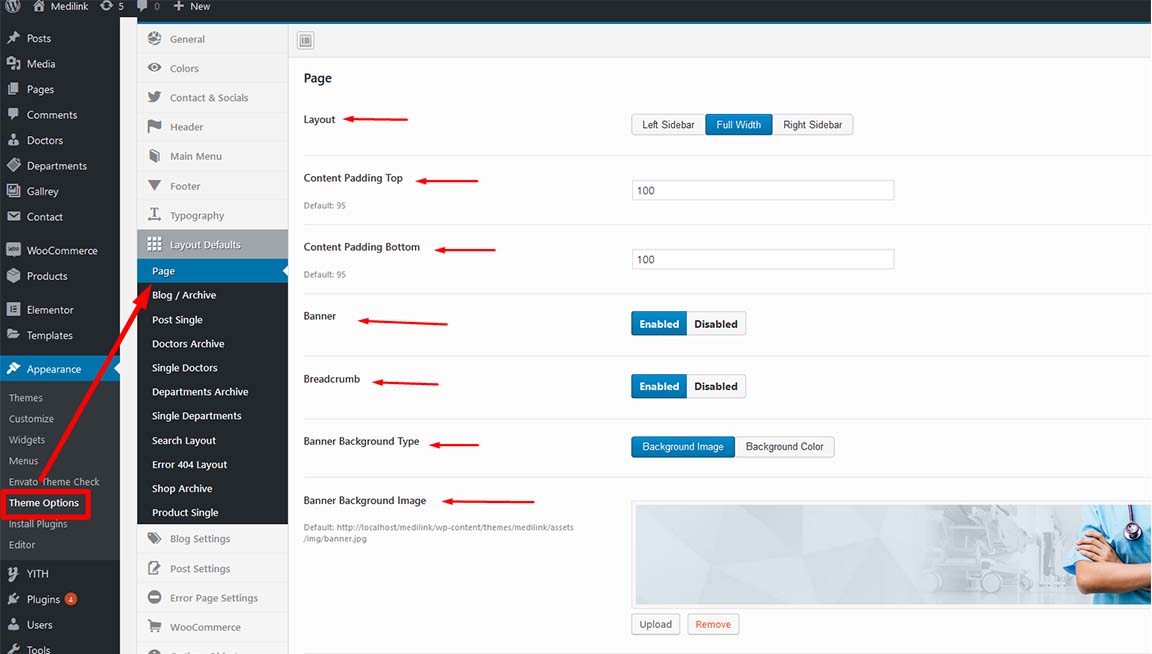 Medilink
5
0
New
Posts
Media
Pages
Comments
Doctors
Departments
Gallrey
Contact
WooCommerce
Products
Elementor
Templates
Appearance
Themes
Customize
Widgets
Menus
Envato Theme Check
Theme Options
Install Plugins
Editor
YITH
Plugins 4
Users
Tools
General
Colors
Contact & Socials
Header
Main Menu
Footer
Typography
Layout Defaults
Page
Blog / Archive
Post Single
Doctors Archive
Single Doctors
Departments Archive
Single Departments
Search Layout
Error 404 Layout
Shop Archive
Product Single
Blog Settings
Post Settings
Error Page Settings
WooCommerce
Page
Layout
Left Sidebar
Full Width
Right Sidebar
Content Padding Top
Default: 95
100
Content Padding Bottom
Default: 95
100
Banner
Enabled
Disabled
Breadcrumb
Enabled
Disabled
Banner Background Type
Background Image
Background Color
Banner Background Image
Default: http://localhost/medilink/wp-content/themes/medilink/assets
/img/banner.jpg
Upload
Remove